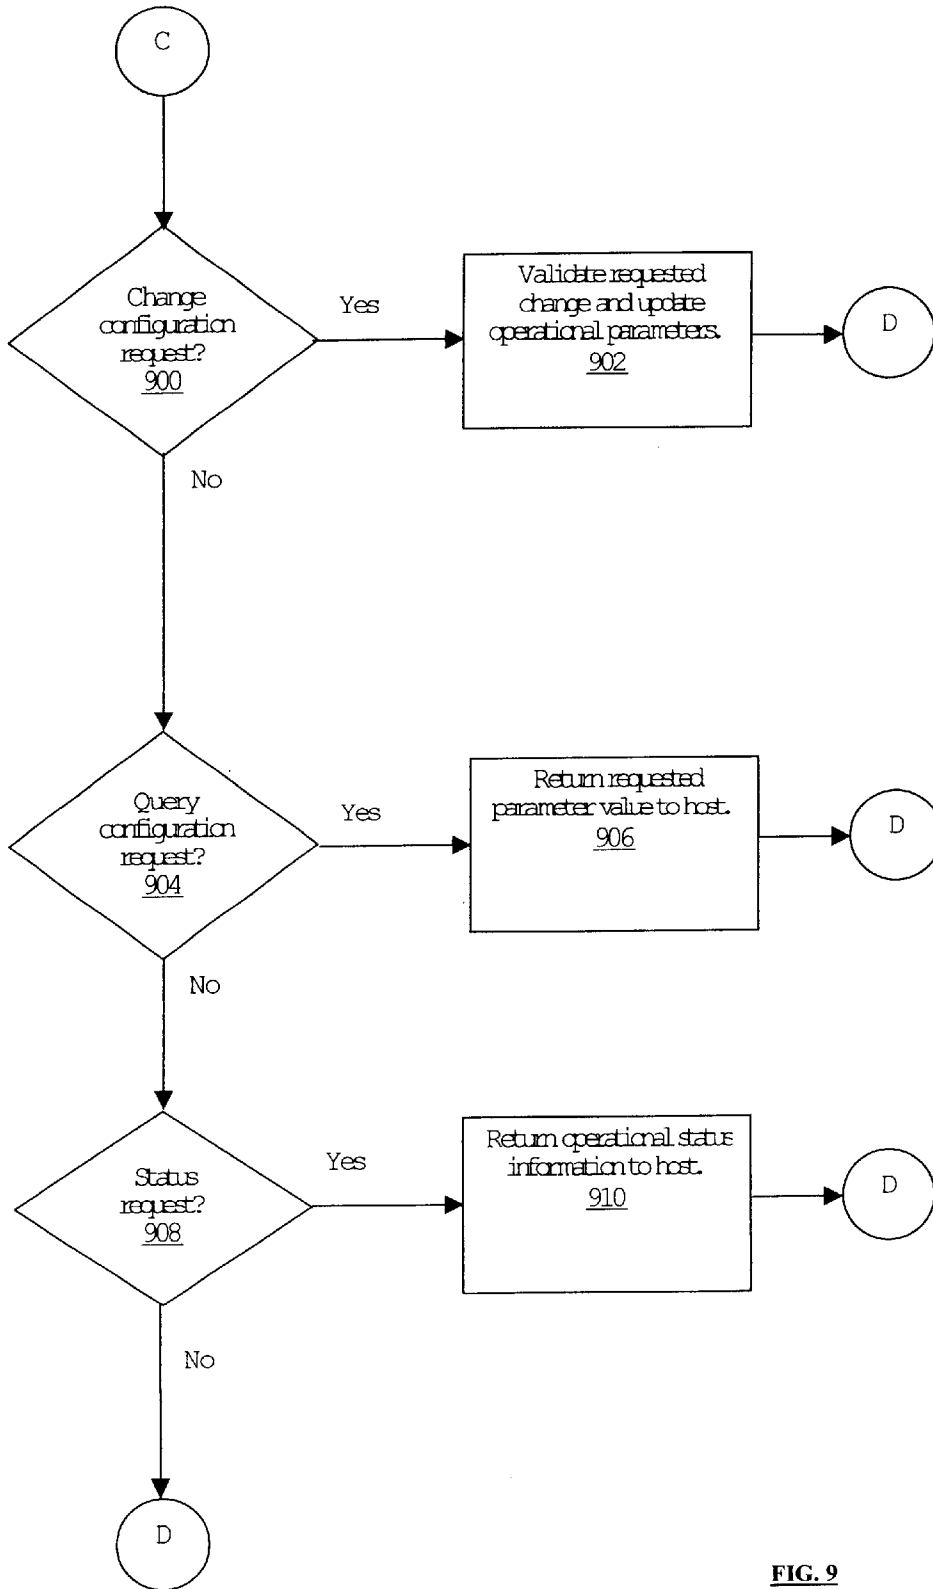 C
Change
configuration
request?
900
Yes
Validate requested
change and update
operational parameters.
902
D
No
Query
configuration
request?
904
Yes
Return requested
parameter value to host.
906
D
No
Status
request?
908
Yes
Return operational status
information to host.
910
D
No
D
FIG. 9